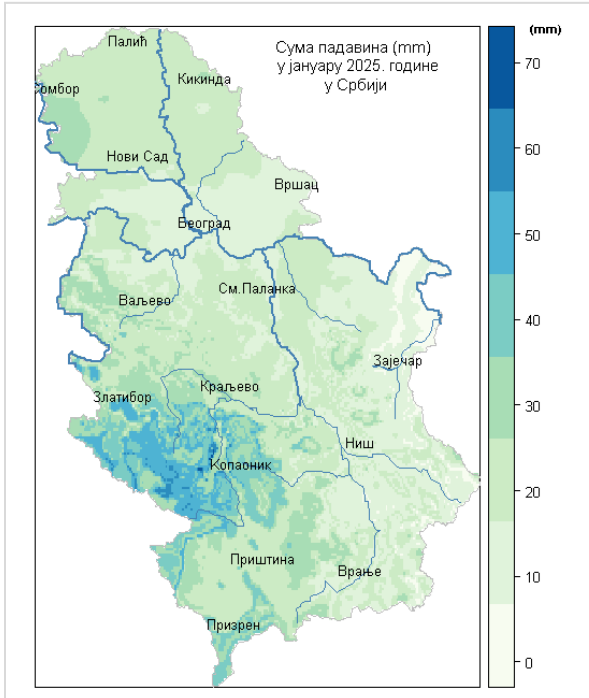 Сума падавина (mm)
у јануару 2025. године
у Србији
(mm)
Палић
Кикинда
Сомбор
Нови Сад
Вршац
Београд
Ваљево
См.Паланка
Зајечар
Златибор
Краљево
Ниш
Копаоник
Приштина
Врање
Призрен
70
60
50
40
30
20
10
0